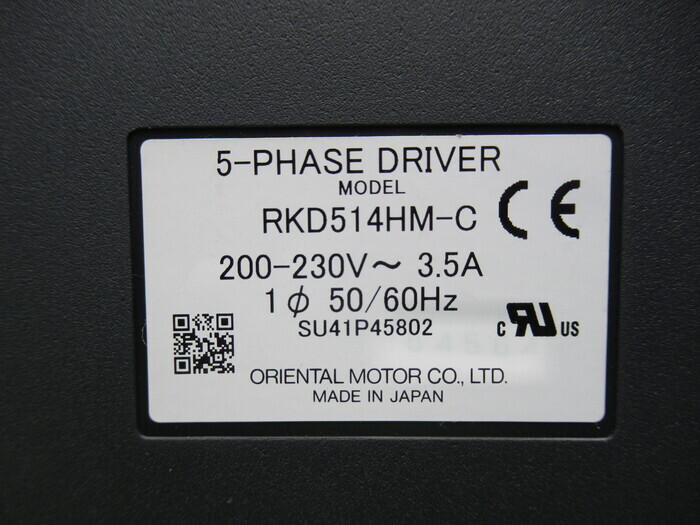 5-PHASE DRIVER
MODEL
RKD514HM-C
CE
200-230V～ 3.5A
1ϕ 50/60Hz
SU41P45802
C RU US
ORIENTAL MOTOR CO., LTD.
MADE IN JAPAN